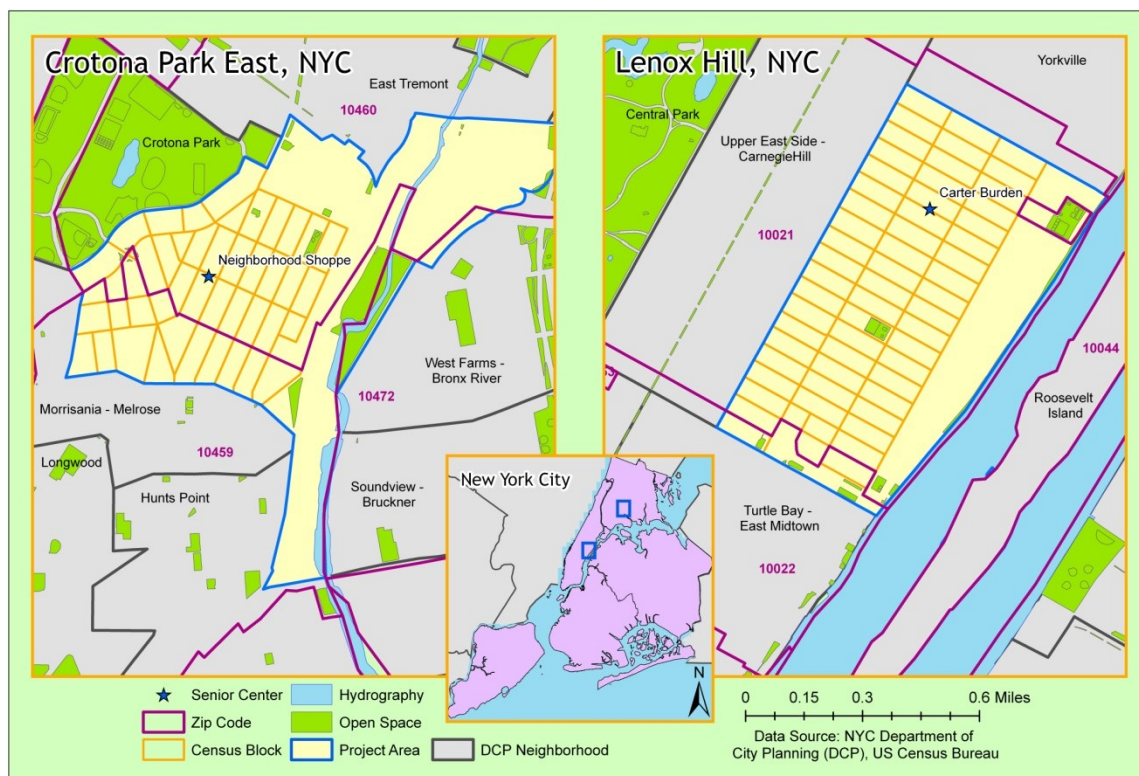 Crotona Park East, NYC
East Tremont
10460
Crotona Park
Neighborhood Shoppe
West Farms -
Bronx River
10472
Morrisania - Melrose
10459
Longwood
Hunts Point
Soundview -
Bruckner
Lenox Hill, NYC
Yorkville
Central Park
Upper East Side -
CarnegieHill
Carter Burden
10021
10044
Roosevelt
Island
Turtle Bay -
East Midtown
10022
New York City
N
Senior Center
Hydrography
Zip Code
Open Space
Census Block
Project Area
DCP Neighborhood
0 0.15 0.3 0.6 Miles
Data Source: NYC Department of
City Planning (DCP), US Census Bureau